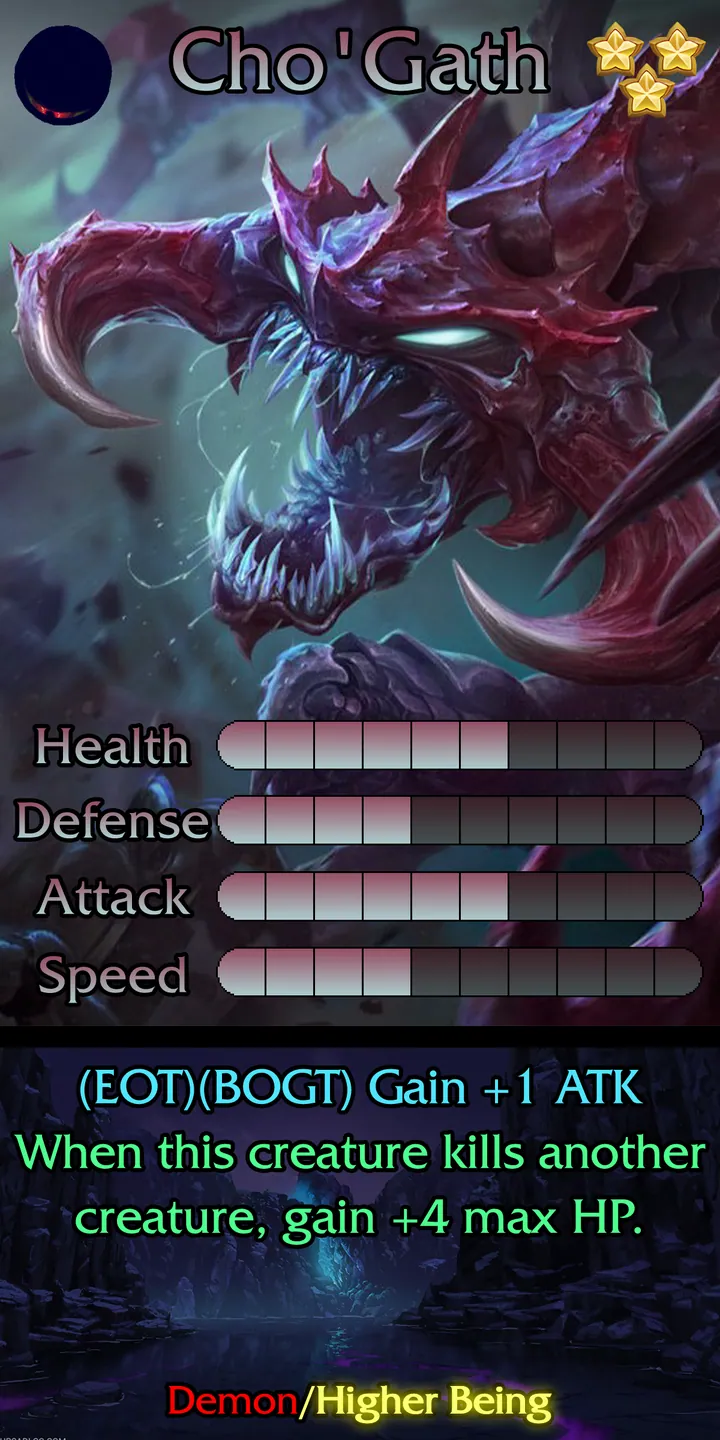 Cho'Gath
Health
Defense
Attack
Speed
(EOT)(BOGT) Gain +1 ATK
When this creature kills another
creature, gain +4 max HP.
Demon/Higher Being